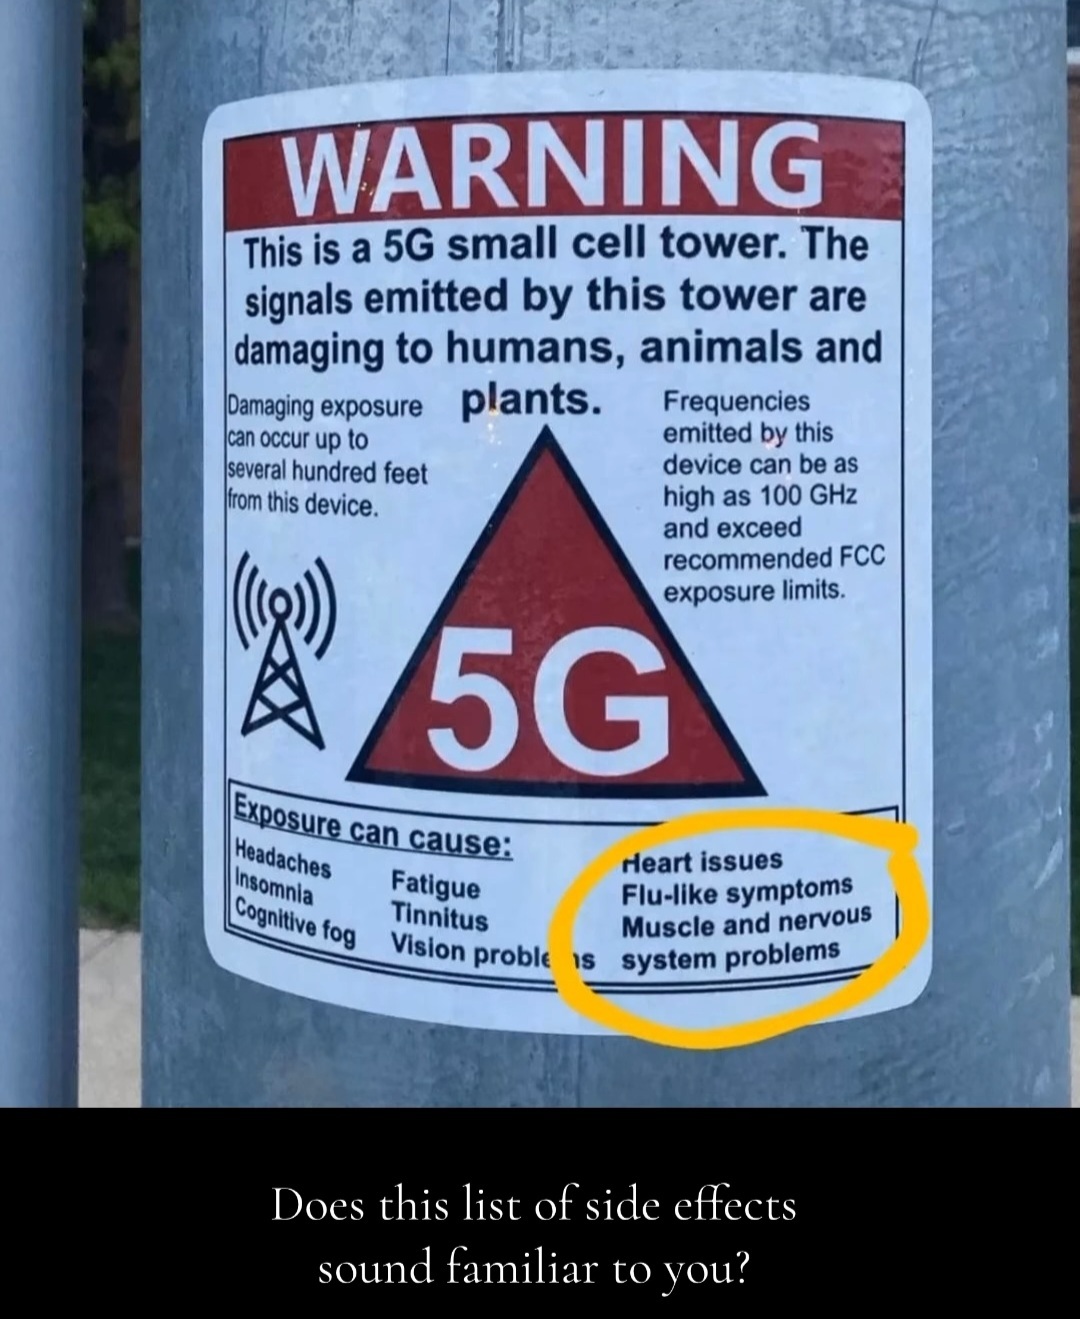 WARNING
This is a 5G small cell tower. The
signals emitted by this tower are
damaging to humans, animals and
plants.
Damaging exposure
can occur up to
several hundred feet
from this device.
Frequencies
emitted by this
device can be as
high as 100 GHz
and exceed
recommended FCC
exposure limits.
5G
Exposure can cause:
Headaches
Insomnia
Cognitive fog
Fatigue
Tinnitus
Vision problems
Heart issues
Flu-like symptoms
Muscle and nervous
system problems
Does this list of side effects
sound familiar to you?